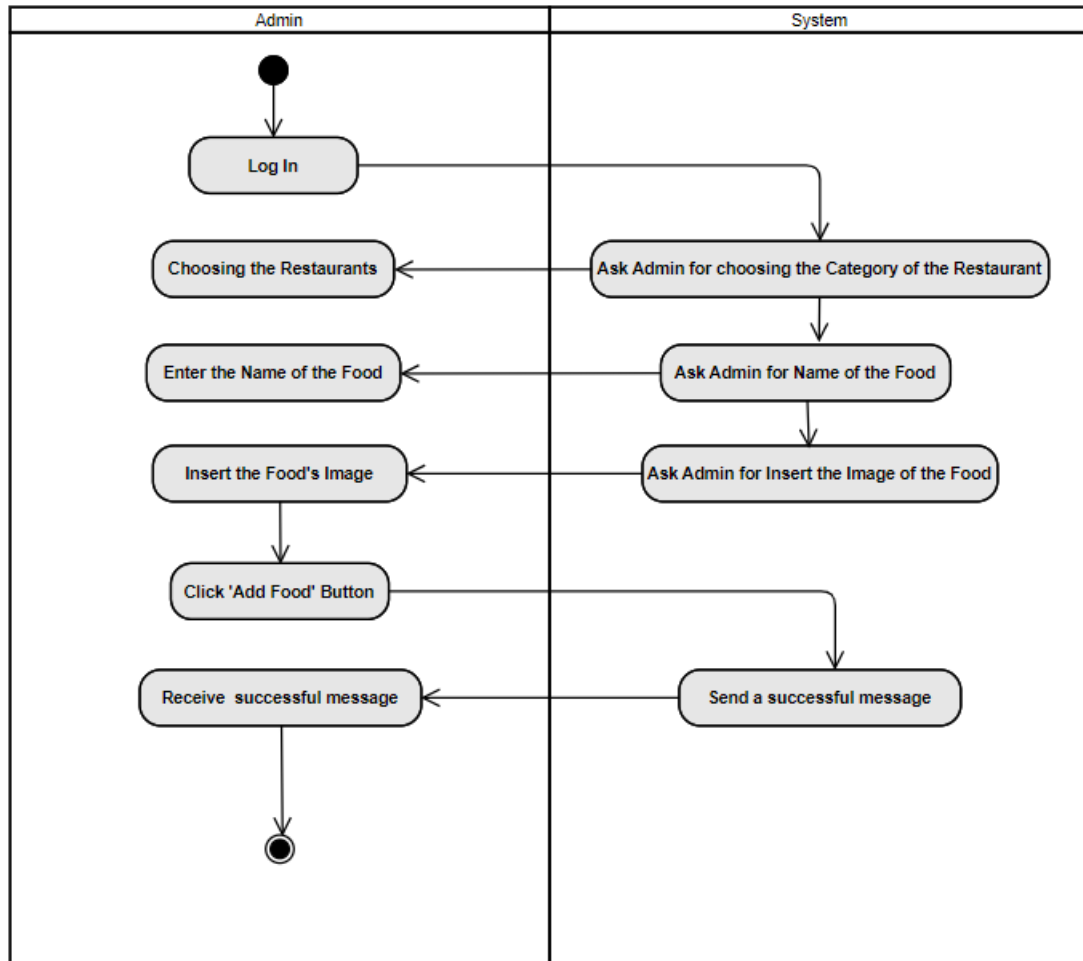 Admin
System
Log In
Choosing the Restaurants
Ask Admin for choosing the Category of the Restaurant
Enter the Name of the Food
Ask Admin for Name of the Food
Insert the Food's Image
Ask Admin for Insert the Image of the Food
Click 'Add Food' Button
Receive  successful message
Send a successful message